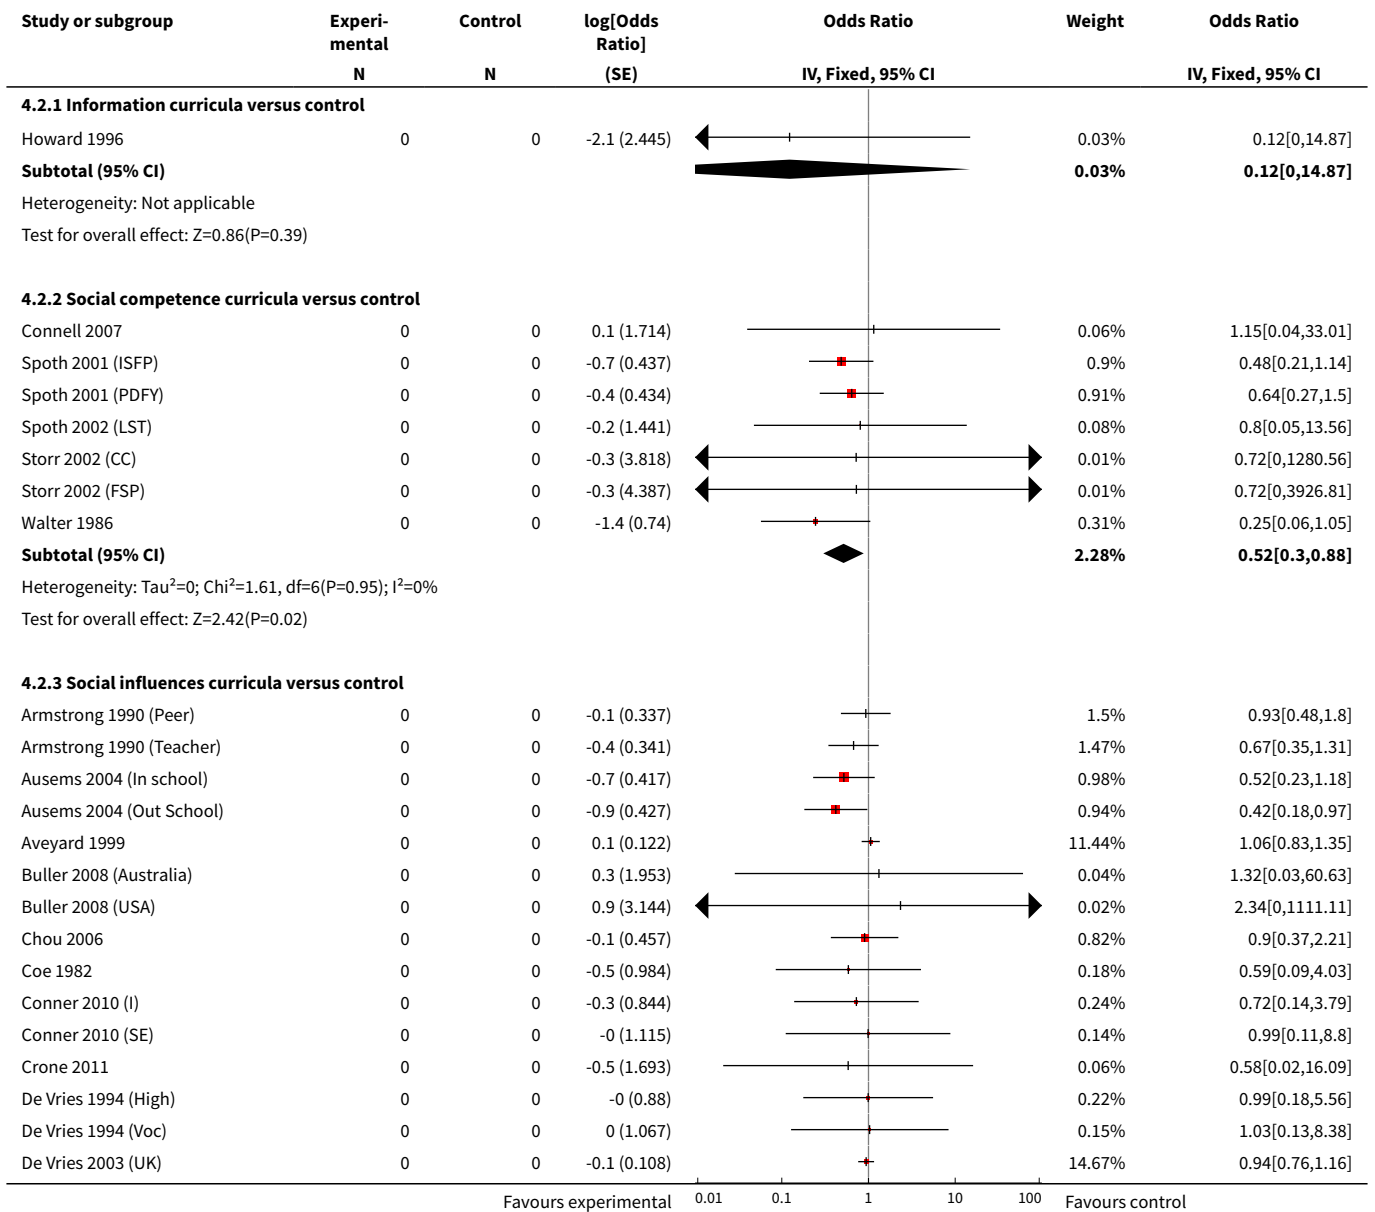 Study or subgroup Experi-mental Control log[Odds Ratio] Odds Ratio Weight Odds Ratio
N N (SE) IV, Fixed, 95% CI IV, Fixed, 95% CI
4.2.1 Information curricula versus control
Howard 1996 0 0 -2.1 (2.445) 0.03% 0.12[0,14.87]
Subtotal (95% CI) 0.03% 0.12[0,14.87]
Heterogeneity: Not applicable
Test for overall effect: Z=0.86(P=0.39)
4.2.2 Social competence curricula versus control
Connell 2007 0 0 0.1 (1.714) 0.06% 1.15[0.04,33.01]
Spoth 2001 (ISFP) 0 0 -0.7 (0.437) 0.9% 0.48[0.21,1.14]
Spoth 2001 (PDFY) 0 0 -0.4 (0.434) 0.91% 0.64[0.27,1.5]
Spoth 2002 (LST) 0 0 -0.2 (1.441) 0.08% 0.8[0.05,13.56]
Storr 2002 (CC) 0 0 -0.3 (3.818) 0.01% 0.72[0,1280.56]
Storr 2002 (FSP) 0 0 -0.3 (4.387) 0.01% 0.72[0,3926.81]
Walter 1986 0 0 -1.4 (0.74) 0.31% 0.25[0.06,1.05]
Subtotal (95% CI) 2.28% 0.52[0.3,0.88]
Heterogeneity: Tau²=0; Chi²=1.61, df=6(P=0.95); I²=0%
Test for overall effect: Z=2.42(P=0.02)
4.2.3 Social influences curricula versus control
Armstrong 1990 (Peer) 0 0 -0.1 (0.337) 1.5% 0.93[0.48,1.8]
Armstrong 1990 (Teacher) 0 0 -0.4 (0.341) 1.47% 0.67[0.35,1.31]
Ausems 2004 (In school) 0 0 -0.7 (0.417) 0.98% 0.52[0.23,1.18]
Ausems 2004 (Out School) 0 0 -0.9 (0.427) 0.94% 0.42[0.18,0.97]
Aveyard 1999 0 0 0.1 (0.122) 11.44% 1.06[0.83,1.35]
Buller 2008 (Australia) 0 0 0.3 (1.953) 0.04% 1.32[0.03,60.63]
Buller 2008 (USA) 0 0 0.9 (3.144) 0.02% 2.34[0,1111.11]
Chou 2006 0 0 -0.1 (0.457) 0.82% 0.9[0.37,2.21]
Coe 1982 0 0 -0.5 (0.984) 0.18% 0.59[0.09,4.03]
Conner 2010 (I) 0 0 -0.3 (0.844) 0.24% 0.72[0.14,3.79]
Conner 2010 (SE) 0 0 -0 (1.115) 0.14% 0.99[0.11,8.8]
Crone 2011 0 0 -0.5 (1.693) 0.06% 0.58[0.02,16.09]
De Vries 1994 (High) 0 0 -0 (0.88) 0.22% 0.99[0.18,5.56]
De Vries 1994 (Voc) 0 0 0 (1.067) 0.15% 1.03[0.13,8.38]
De Vries 2003 (UK) 0 0 -0.1 (0.108) 14.67% 0.94[0.76,1.16]
Favours experimental 0.01 0.1 1 10 100 Favours control